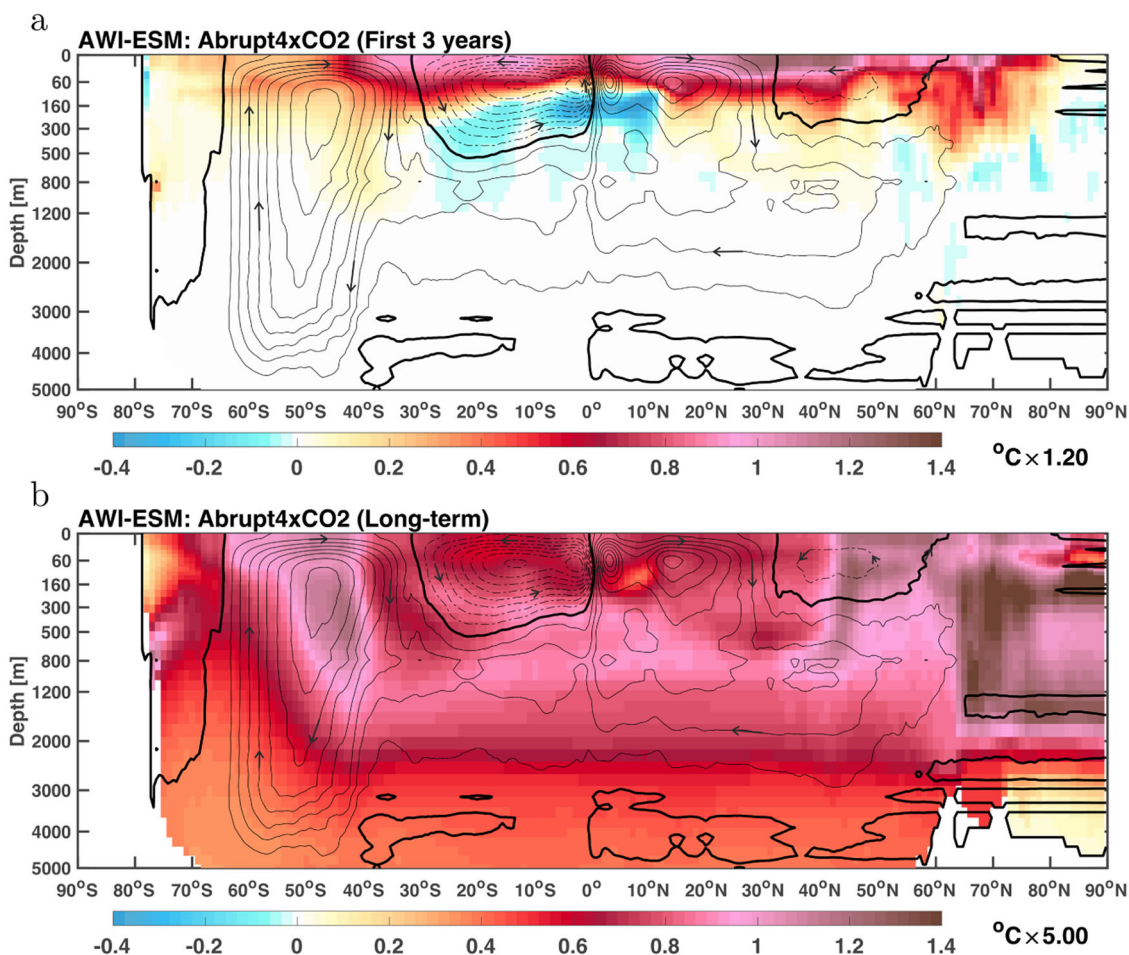 a
AWI-ESM: Abrupt4xCO2 (First 3 years)
0
60
160
300
500
800
1200
2000
3000
4000
5000
Depth [m]
90°S 80°S 70°S 60°S 50°S 40°S 30°S 20°S 10°S 0° 10°N 20°N 30°N 40°N 50°N 60°N 70°N 80°N 90°N
-0.4 -0.2 0 0.2 0.4 0.6 0.8 1 1.2 1.4
°C×1.20
b
AWI-ESM: Abrupt4xCO2 (Long-term)
0
60
160
300
500
800
1200
2000
3000
4000
5000
Depth [m]
90°S 80°S 70°S 60°S 50°S 40°S 30°S 20°S 10°S 0° 10°N 20°N 30°N 40°N 50°N 60°N 70°N 80°N 90°N
-0.4 -0.2 0 0.2 0.4 0.6 0.8 1 1.2 1.4
°C×5.00